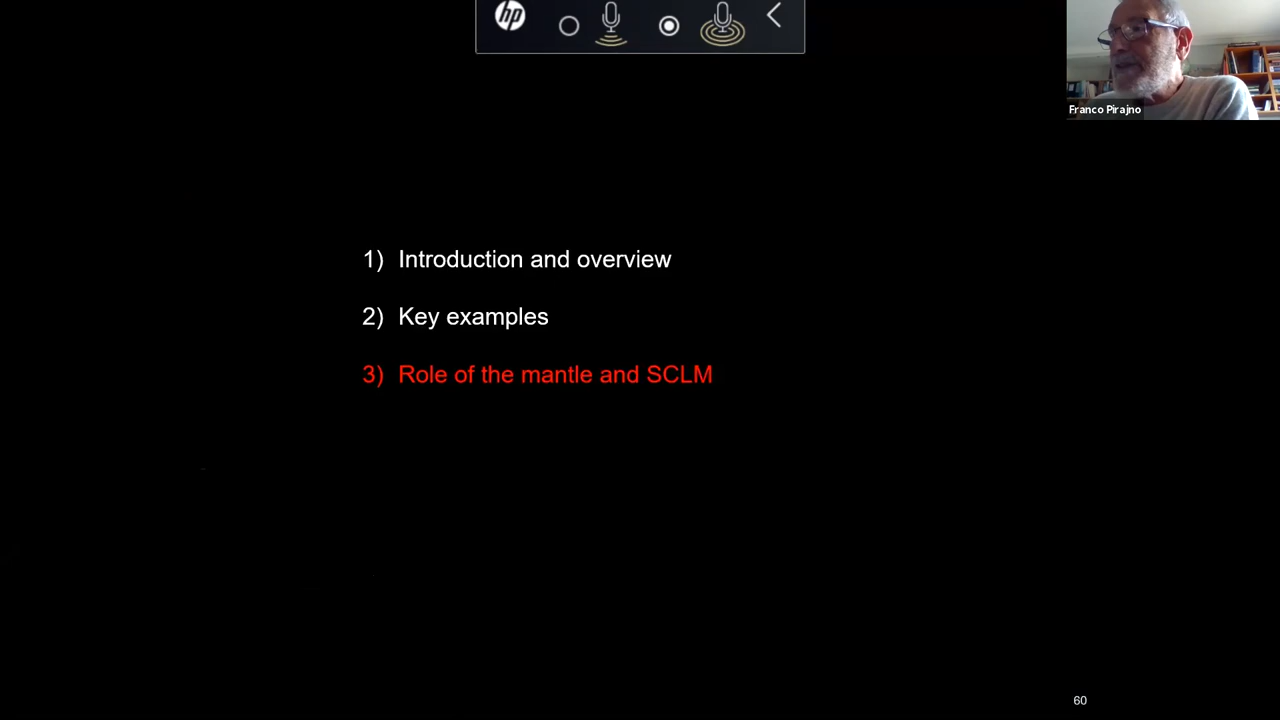 hp
Franco Pirajno
1) Introduction and overview
2) Key examples
3) Role of the mantle and SCLM
60